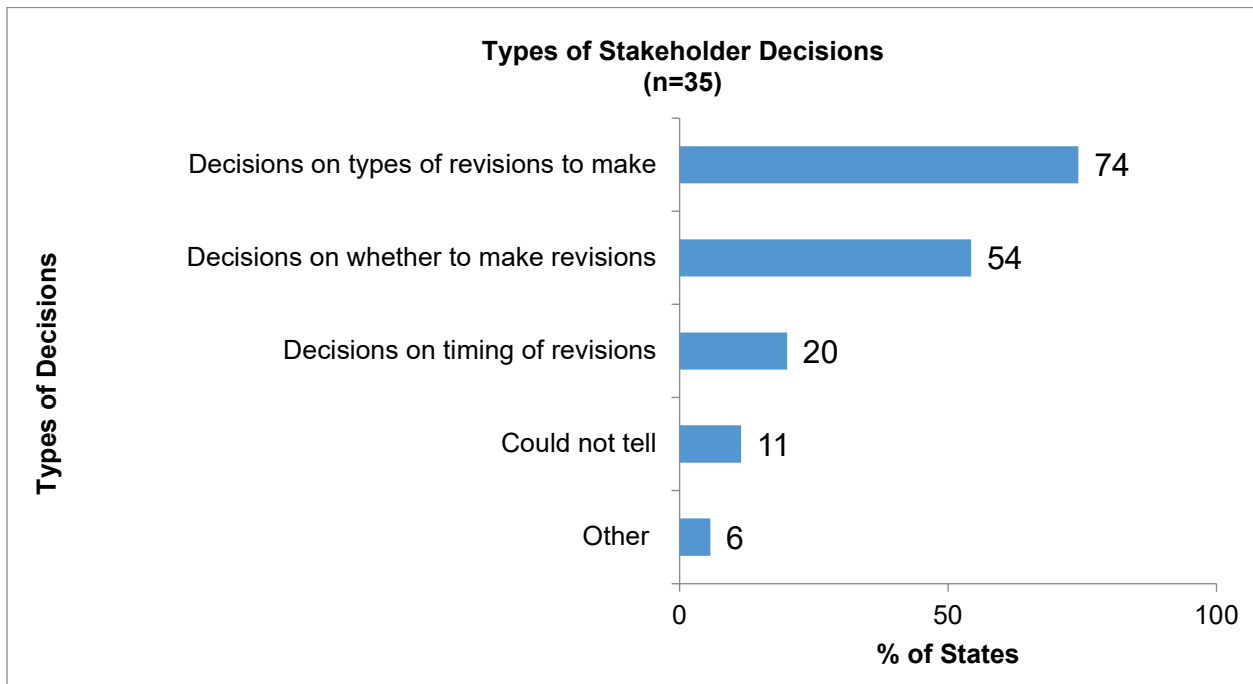 Types of Stakeholder Decisions
(n=35)
Types of Decisions
Decisions on types of revisions to make
74
Decisions on whether to make revisions
54
Decisions on timing of revisions
20
Could not tell
11
Other
6
0
50
100
% of States